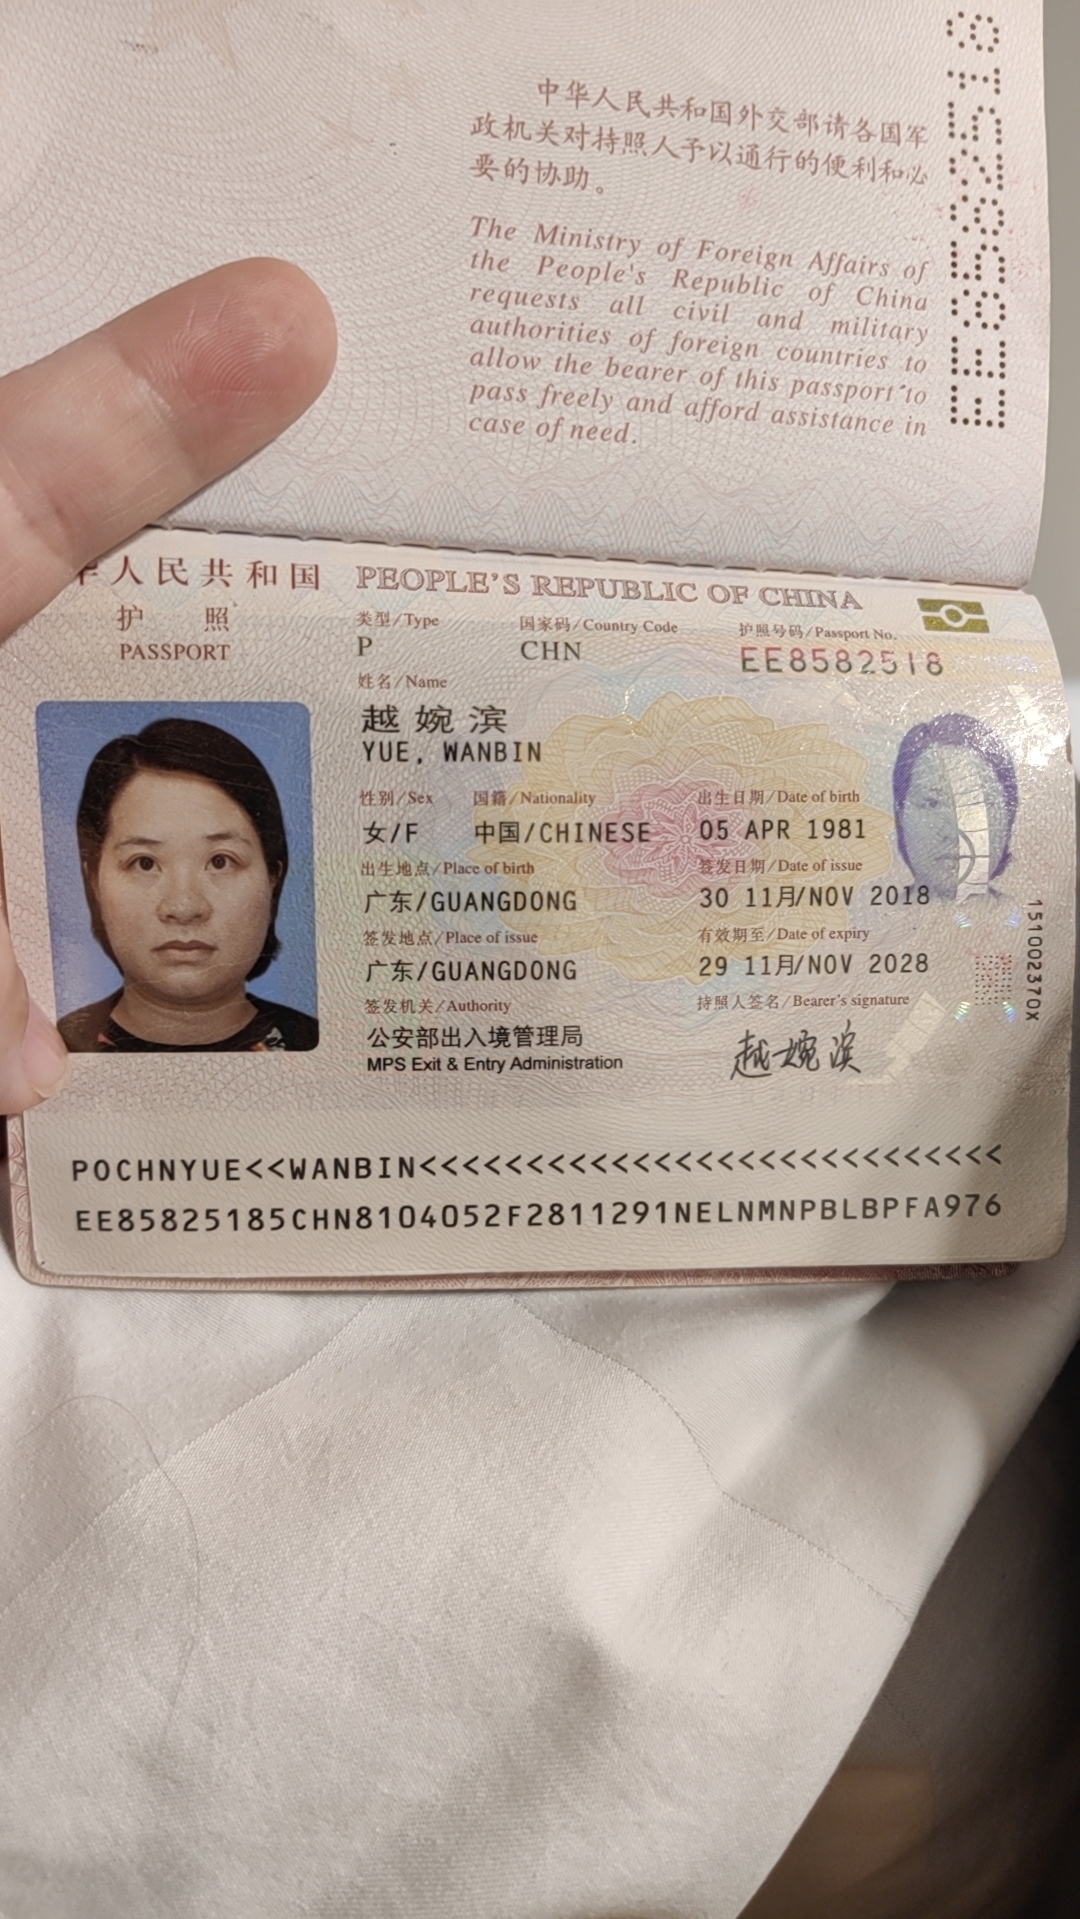 中华人民共和国外交部请各国军
政机关对持照人予以通行的便利和必
要的协助。
The Ministry of Foreign Affairs of
the People's Republic of China
requests all civil and military
authorities of foreign countries to
allow the bearer of this passport to
pass freely and afford assistance in
case of need.
EE8582518
华人民共和国 PEOPLE'S REPUBLIC OF CHINA
护 照
PASSPORT
类型/Type 国家码/Country Code 护照号码/Passport No.
P CHN EE8582518
姓名/Name
越婉滨
YUE, WANBIN
性别/Sex 国籍/Nationality 出生日期/Date of birth
女/F 中国/CHINESE 05 APR 1981
出生地点/Place of birth 签发日期/Date of issue
广东/GUANGDONG 30 11月/NOV 2018
签发地点/Place of issue 有效期至/Date of expiry
广东/GUANGDONG 29 11月/NOV 2028
签发机关/Authority 持照人签名/Bearer's signature
公安部出入境管理局
MPS Exit & Entry Administration
越婉滨
151002370X
POCHNYUE<<WANBIN<<<<<<<<<<<<<<<<<<<<<<<<<<<<
EE85825185CHN8104052F2811291NELNMNPBLBPFA976